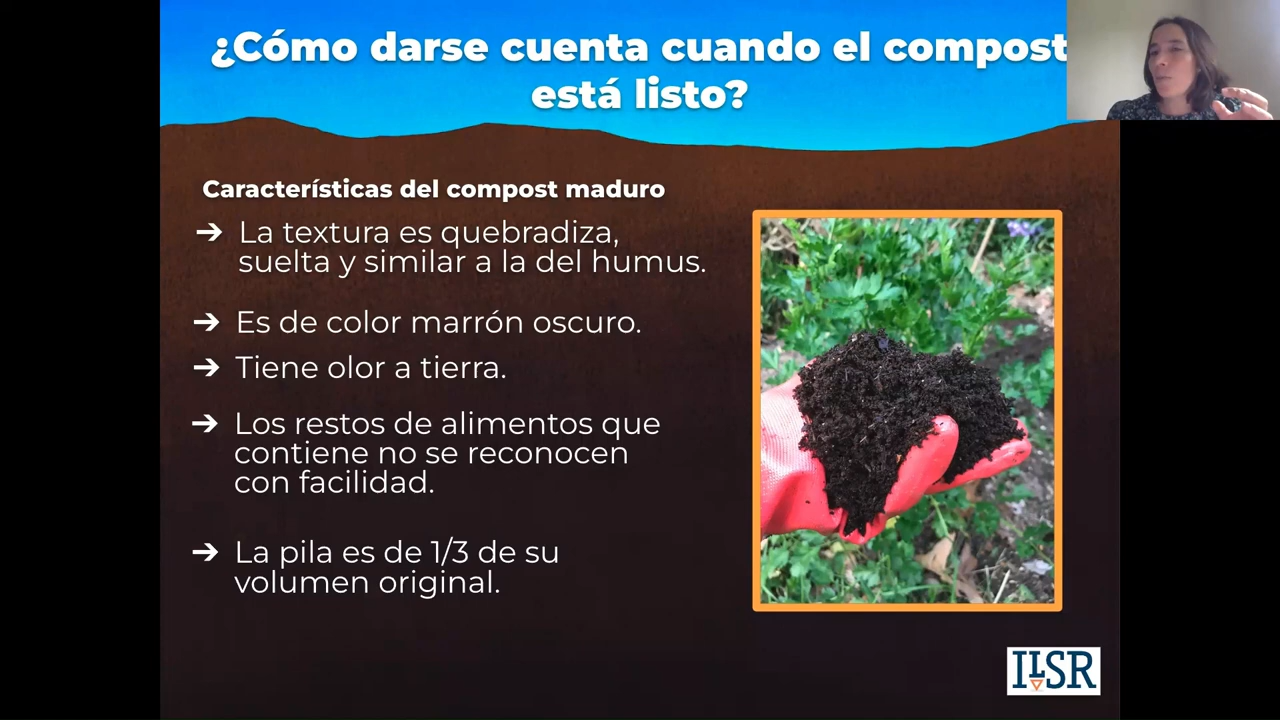 ¿Cómo darse cuenta cuando el compost
está listo?
Características del compost maduro
➔ La textura es quebradiza,
suelta y similar a la del humus.
➔ Es de color marrón oscuro.
➔ Tiene olor a tierra.
➔ Los restos de alimentos que
contiene no se reconocen
con facilidad.
➔ La pila es de 1/3 de su
volumen original.
ILSR